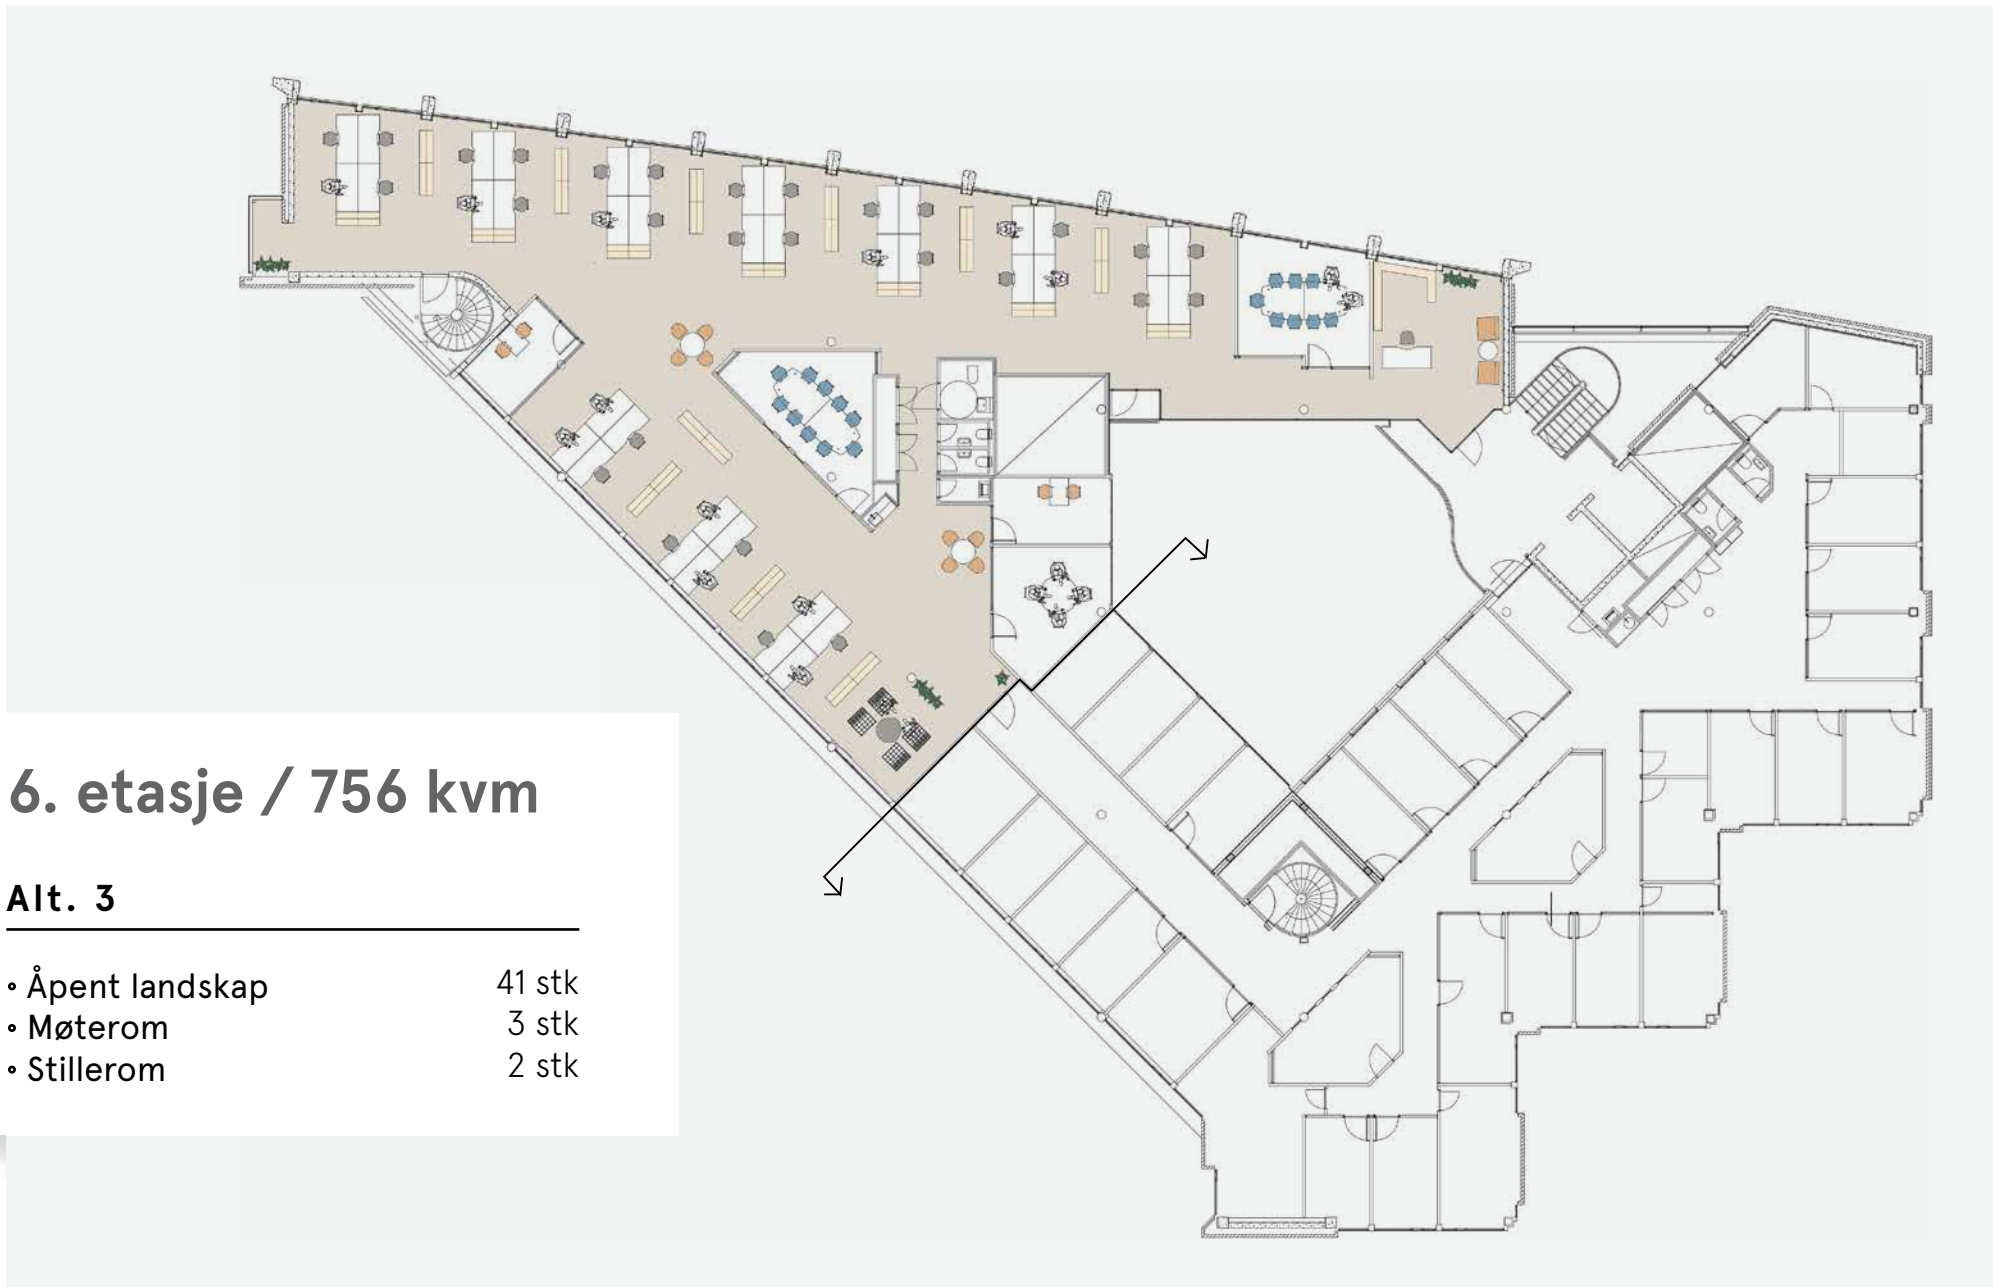 6. etasje / 756 kvm
Alt. 3
• Åpent landskap 41 stk
• Møterom 3 stk
• Stillerom 2 stk